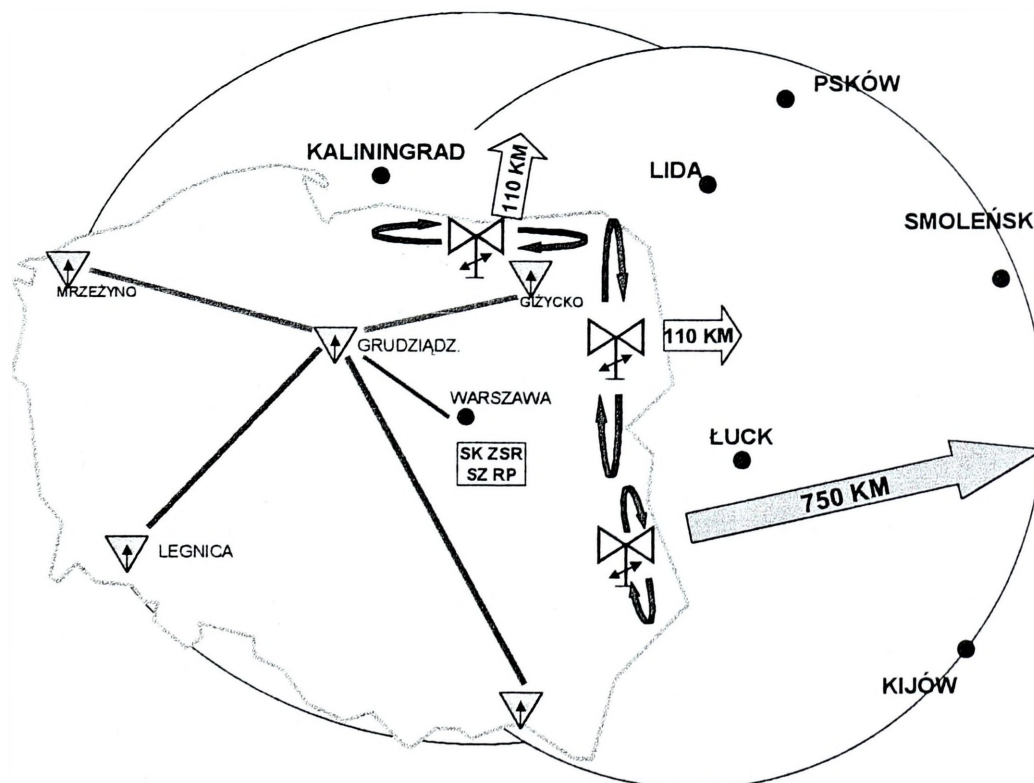 PSKÓW
KALININGRAD
110 KM
LIDA
SMOLEŃSK
MRZEŻYNO
GIŻYCKO
GRUDZIĄDZ.
110 KM
WARSZAWA
SK ZSR
SZ RP
ŁUCK
750 KM
LEGNICA
KIJÓW